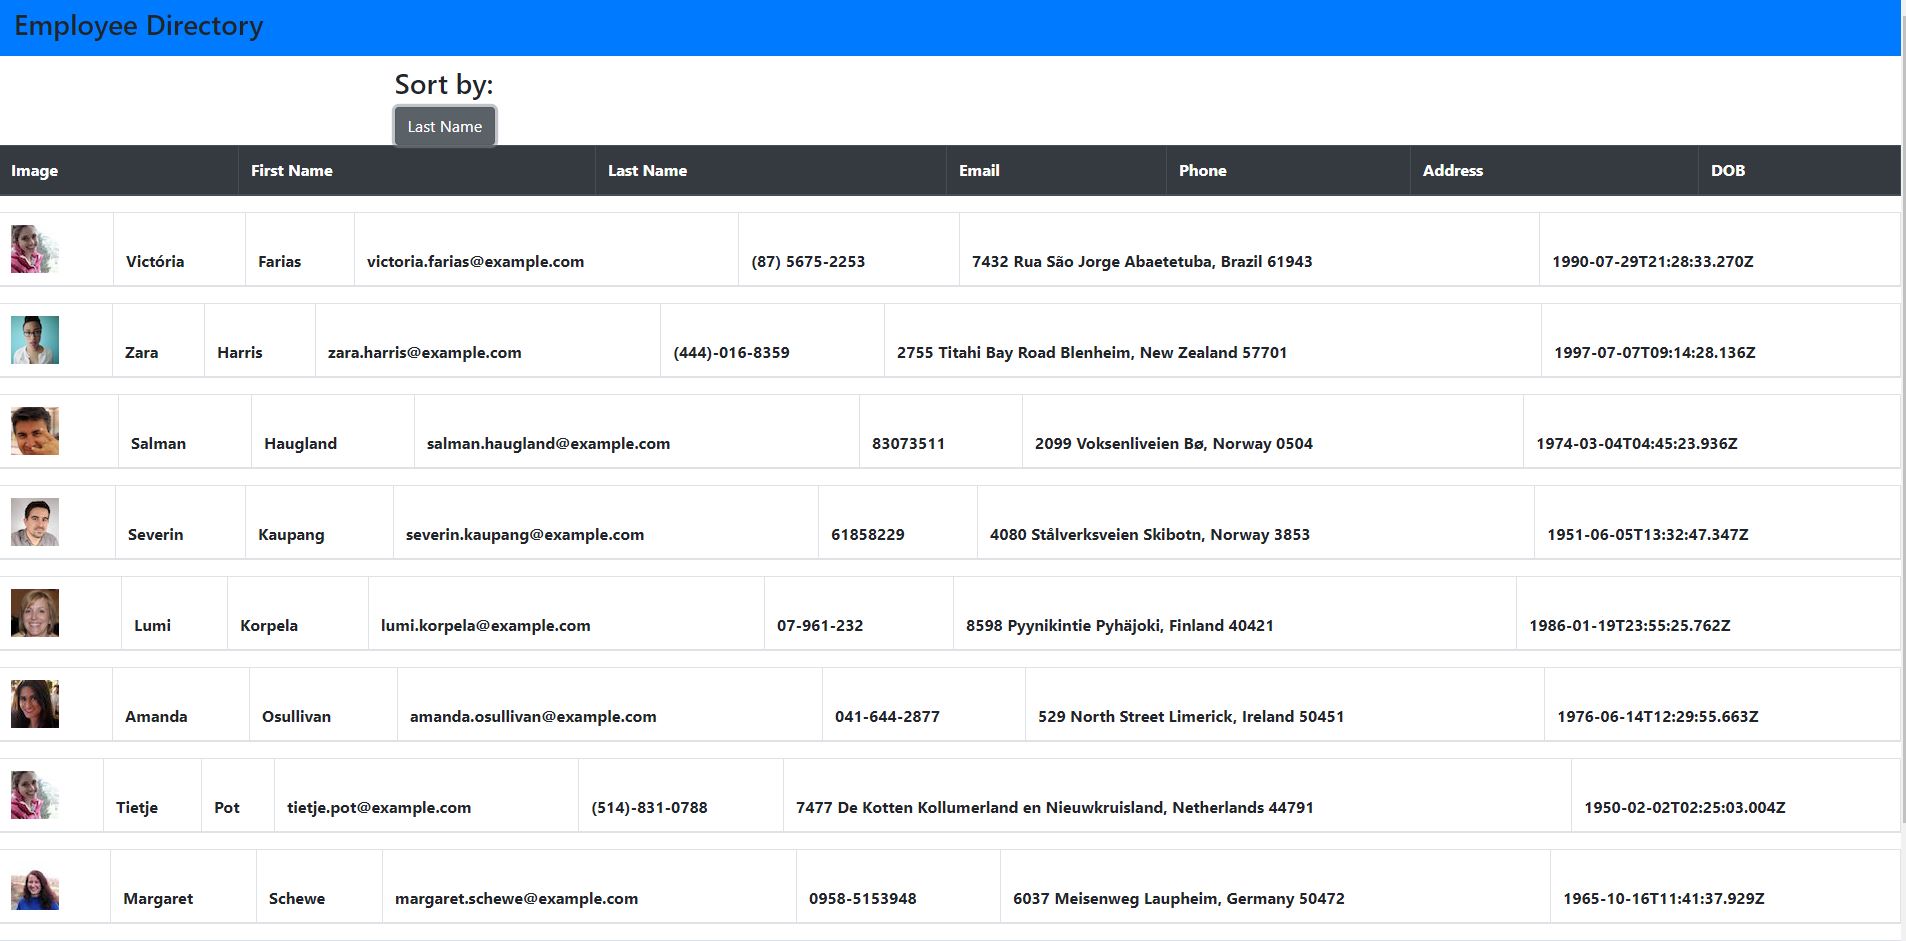 Employee Directory
Sort by:
Last Name
Image First Name Last Name Email Phone Address DOB
Victória Farias victoria.farias@example.com (87) 5675-2253 7432 Rua São Jorge Abaetetuba, Brazil 61943 1990-07-29T21:28:33.270Z
Zara Harris zara.harris@example.com (444)-016-8359 2755 Titahi Bay Road Blenheim, New Zealand 57701 1997-07-07T09:14:28.136Z
Salman Haugland salman.haugland@example.com 83073511 2099 Voksenliveien Bø, Norway 0504 1974-03-04T04:45:23.936Z
Severin Kaupang severin.kaupang@example.com 61858229 4080 Stålverksveien Skibotn, Norway 3853 1951-06-05T13:32:47.347Z
Lumi Korpela lumi.korpela@example.com 07-961-232 8598 Pyynikintie Pyhäjoki, Finland 40421 1986-01-19T23:55:25.762Z
Amanda Osullivan amanda.osullivan@example.com 041-644-2877 529 North Street Limerick, Ireland 50451 1976-06-14T12:29:55.663Z
Tietje Pot tietje.pot@example.com (514)-831-0788 7477 De Kotten Kollumerland en Nieuwkruisland, Netherlands 44791 1950-02-02T02:25:03.004Z
Margaret Schewe margaret.schewe@example.com 0958-5153948 6037 Meisenweg Laupheim, Germany 50472 1965-10-16T11:41:37.929Z